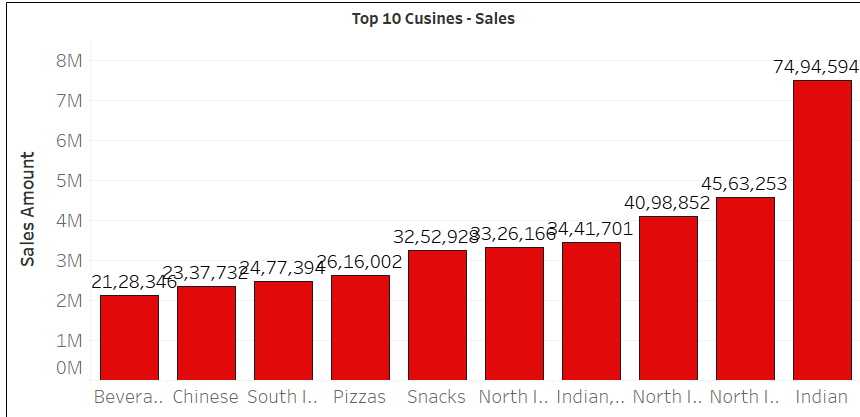 Top 10 Cusines - Sales
Sales Amount
8M
7M
6M
5M
4M
3M
2M
1M
0M
21,28,346
23,37,732
24,77,394
26,16,002
32,52,928
33,26,166
34,41,701
40,98,852
45,63,253
74,94,594
Bevera.. Chinese South I.. Pizzas Snacks North I.. Indian,.. North I.. North I.. Indian